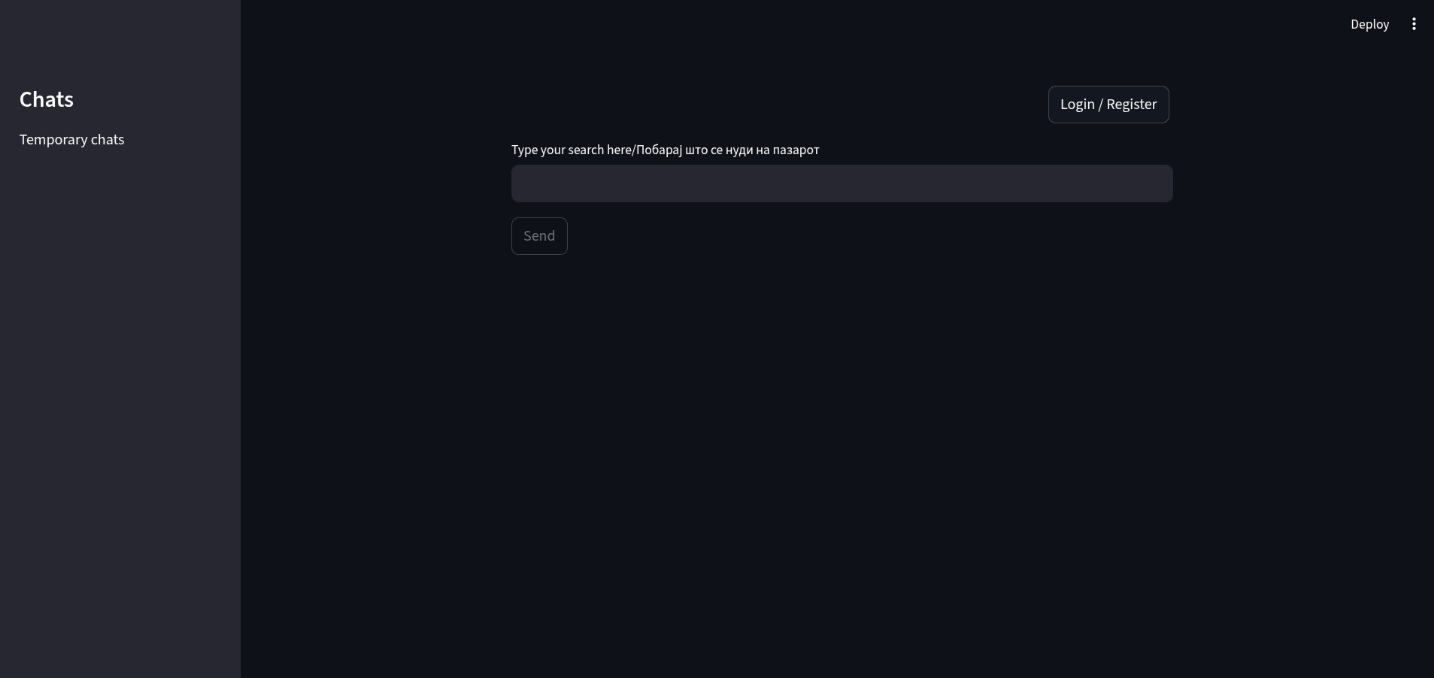 Deploy
Chats
Login / Register
Temporary chats
Type your search here/Побарај што се нуди на пазарот
Send